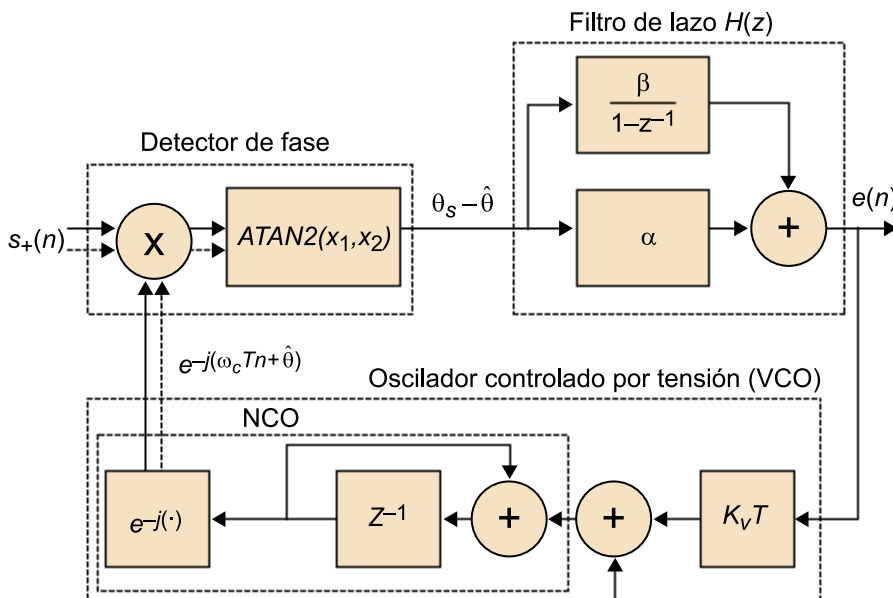 Filtro de lazo H(z)
β
1–z–1
Detector de fase
s+(n)
X
ATAN2(x1,x2)
θs – θ̂
α
+
e(n)
e–j(ωcTn+θ̂)
Oscilador controlado por tensión (VCO)
NCO
e–j(·)
Z–1
+
+
KvT